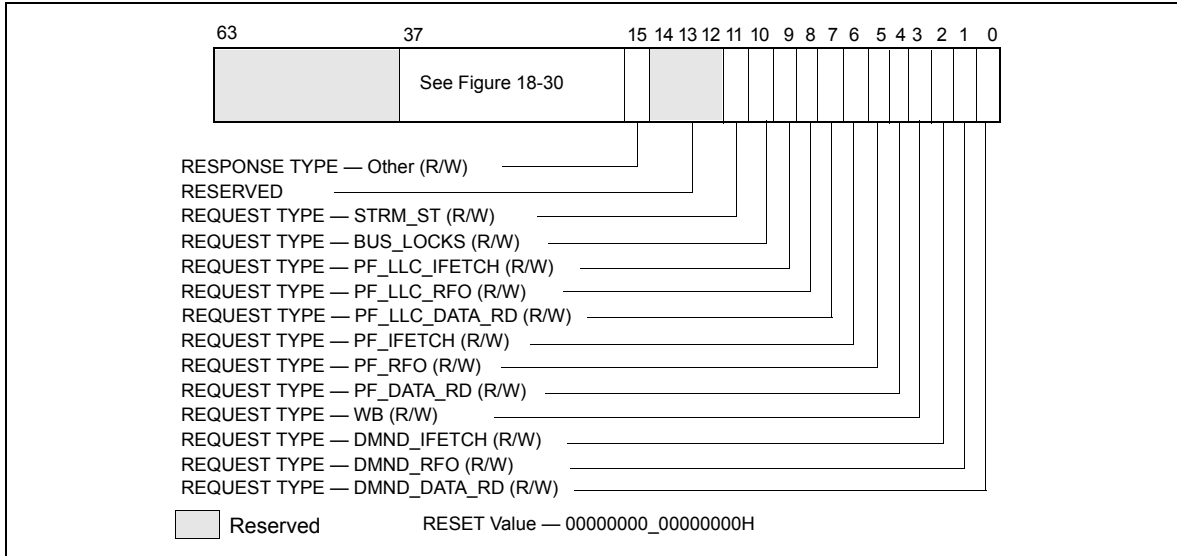 63 37 15 14 13 12 11 10 9 8 7 6 5 4 3 2 1 0
See Figure 18-30
RESPONSE TYPE — Other (R/W)
RESERVED
REQUEST TYPE — STRM_ST (R/W)
REQUEST TYPE — BUS_LOCKS (R/W)
REQUEST TYPE — PF_LLC_IFETCH (R/W)
REQUEST TYPE — PF_LLC_RFO (R/W)
REQUEST TYPE — PF_LLC_DATA_RD (R/W)
REQUEST TYPE — PF_IFETCH (R/W)
REQUEST TYPE — PF_RFO (R/W)
REQUEST TYPE — PF_DATA_RD (R/W)
REQUEST TYPE — WB (R/W)
REQUEST TYPE — DMND_IFETCH (R/W)
REQUEST TYPE — DMND_RFO (R/W)
REQUEST TYPE — DMND_DATA_RD (R/W)
Reserved RESET Value — 00000000_00000000H